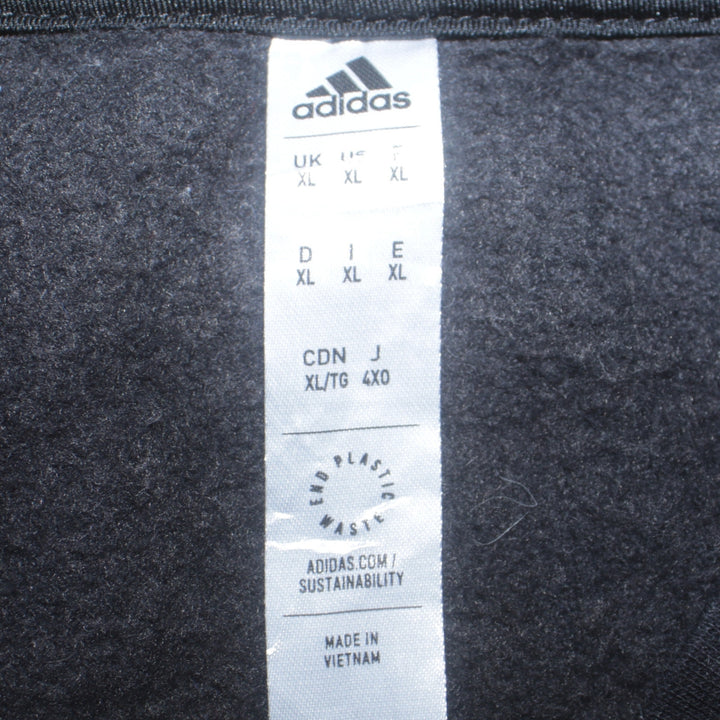 adidas
UK US F
XL XL XL
D I E
XL XL XL
CDN J
XL/TG 4XO
END PLASTIC WASTE
ADIDAS.COM/
SUSTAINABILITY
MADE IN
VIETNAM